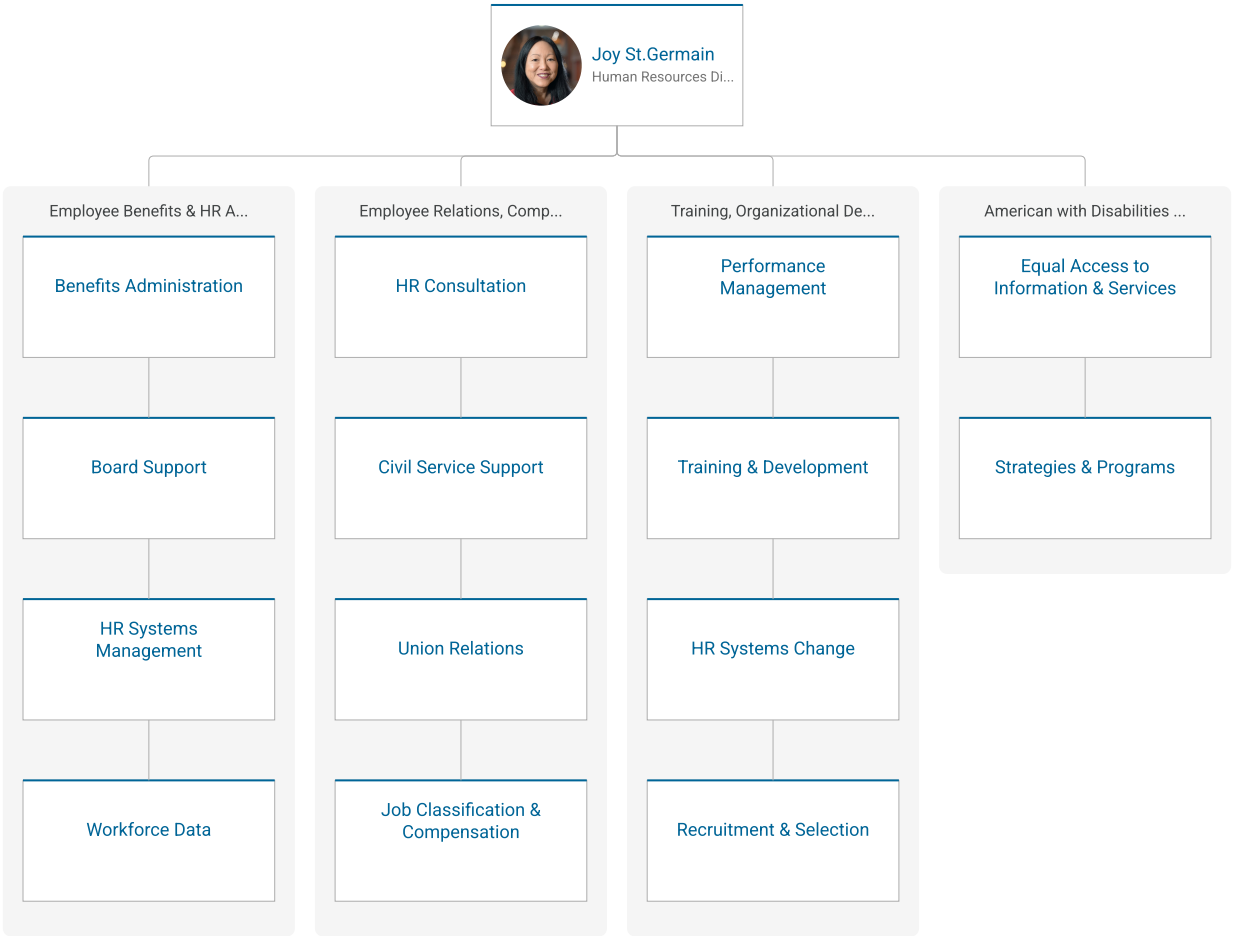 Joy St.Germain
Human Resources Di...
Employee Benefits & HR A...
Benefits Administration
Board Support
HR Systems
Management
Workforce Data
Employee Relations, Comp...
HR Consultation
Civil Service Support
Union Relations
Job Classification &
Compensation
Training, Organizational De...
Performance
Management
Training & Development
HR Systems Change
Recruitment & Selection
American with Disabilities ...
Equal Access to
Information & Services
Strategies & Programs